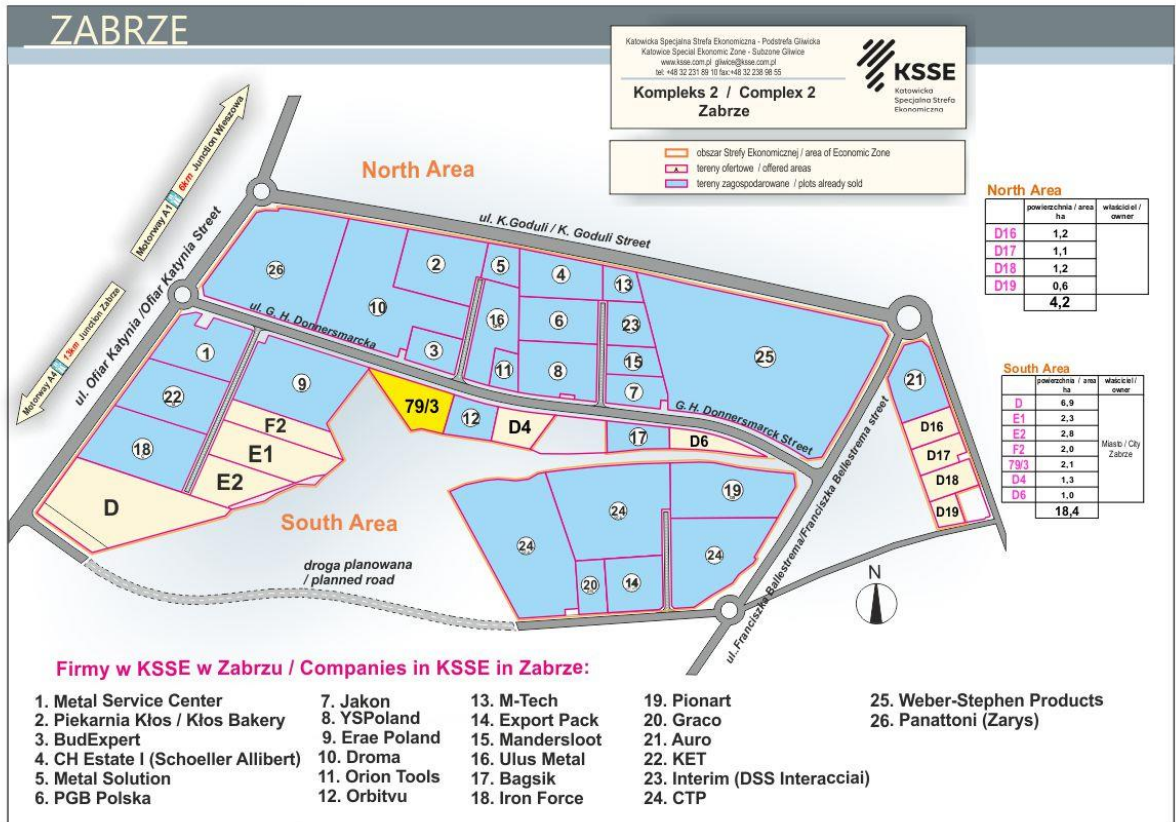 ZABRZE
Katowicka Specjalna Strefa Ekonomiczna - Podstrefa Gliwicka
Katowice Special Ekonomic Zone - Subzone Gliwice
www.ksse.com.pl gliwice@ksse.com.pl
tel: +48 32 231 89 10 fax:+48 32 238 98 55
Kompleks 2 / Complex 2
Zabrze
KSSE
Katowicka
Specjalna Strefa
Ekonomiczna
obszar Strefy Ekonomicznej / area of Economic Zone
A
tereny ofertowe / offered areas
tereny zagospodarowane / plots already sold
Motorway A1 6km Junction Wieszowa
Motorway A4 13km Junction Zabrze
ul. Ofiar Katynia /Ofiar Katynia Street
North Area
ul. K.Goduli / K. Goduli Street
26
2
5
4
13
10
16
6
23
25
3
11
8
15
7
ul. G. H. Donnersmarcka
G. H. Donnersmarck Street
1
22
18
9
F2
E1
E2
D
79/3
12
D4
17
D6
21
D16
D17
D18
D19
South Area
24
24
19
24
20
14
droga planowana
/ planned road
ul..Franciszka Ballestrema/Franciszka Ballestrema street
N
North Area
powierzchnia / area ha właściciel / owner
D16 1,2
D17 1,1
D18 1,2
D19 0,6
4,2
South Area
powierzchnia / area ha właściciel / owner
D 6,9
E1 2,3
E2 2,8
F2 2,0
79/3 2,1
D4 1,3
D6 1,0
Miasto / City
Zabrze
18,4
Firmy w KSSE w Zabrzu / Companies in KSSE in Zabrze:
1. Metal Service Center
2. Piekarnia Kłos / Kłos Bakery
3. BudExpert
4. CH Estate I (Schoeller Allibert)
5. Metal Solution
6. PGB Polska
7. Jakon
8. YSPoland
9. Erae Poland
10. Droma
11. Orion Tools
12. Orbitvu
13. M-Tech
14. Export Pack
15. Mandersloot
16. Ulus Metal
17. Bagsik
18. Iron Force
19. Pionart
20. Graco
21. Auro
22. KET
23. Interim (DSS Interacciai)
24. CTP
25. Weber-Stephen Products
26. Panattoni (Zarys)